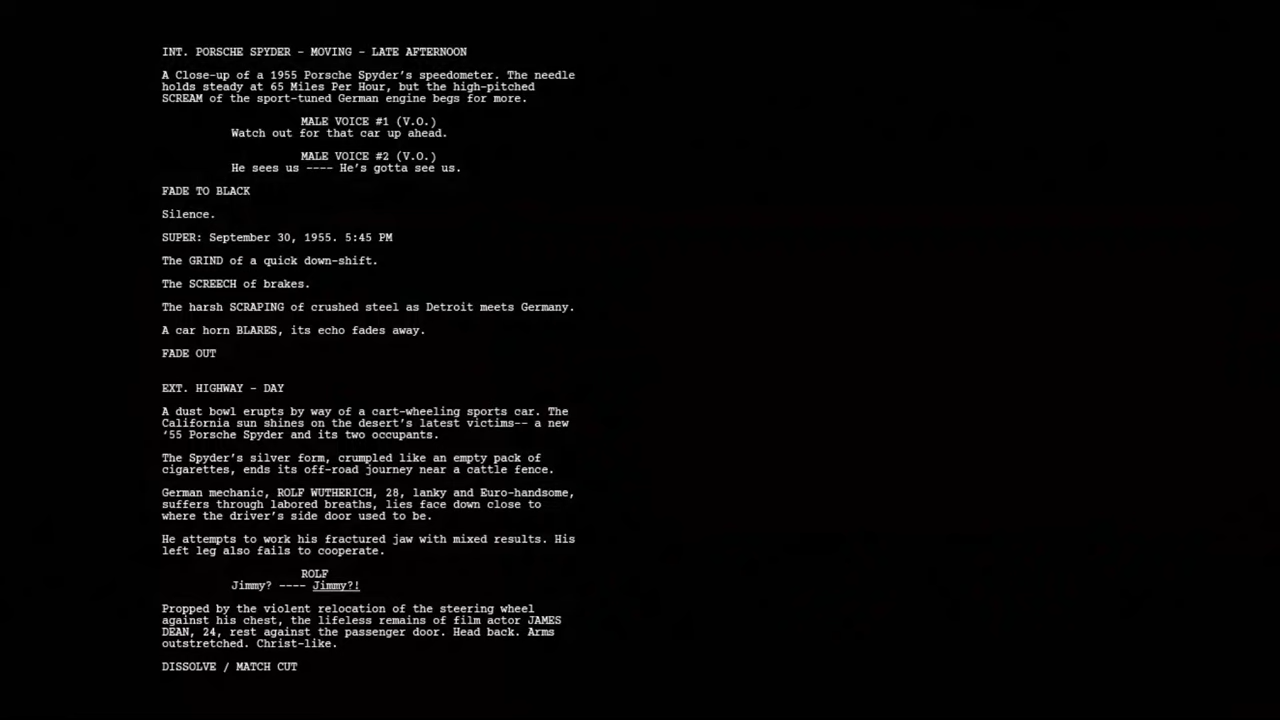 INT. PORSCHE SPYDER - MOVING - LATE AFTERNOON
A Close-up of a 1955 Porsche Spyder's speedometer. The needle
holds steady at 65 Miles Per Hour, but the high-pitched
SCREAM of the sport-tuned German engine begs for more.
MALE VOICE #1 (V.O.)
Watch out for that car up ahead.
MALE VOICE #2 (V.O.)
He sees us ---- He's gotta see us.
FADE TO BLACK
Silence.
SUPER: September 30, 1955. 5:45 PM
The GRIND of a quick down-shift.
The SCREECH of brakes.
The harsh SCRAPING of crushed steel as Detroit meets Germany.
A car horn BLARES, its echo fades away.
FADE OUT
EXT. HIGHWAY - DAY
A dust bowl erupts by way of a cart-wheeling sports car. The
California sun shines on the desert's latest victims-- a new
‘55 Porsche Spyder and its two occupants.
The Spyder's silver form, crumpled like an empty pack of
cigarettes, ends its off-road journey near a cattle fence.
German mechanic, ROLF WUTHERICH, 28, lanky and Euro-handsome,
suffers through labored breaths, lies face down close to
where the driver's side door used to be.
He attempts to work his fractured jaw with mixed results. His
left leg also fails to cooperate.
ROLF
Jimmy? ---- Jimmy?!
Propped by the violent relocation of the steering wheel
against his chest, the lifeless remains of film actor JAMES
DEAN, 24, rest against the passenger door. Head back. Arms
outstretched. Christ-like.
DISSOLVE / MATCH CUT